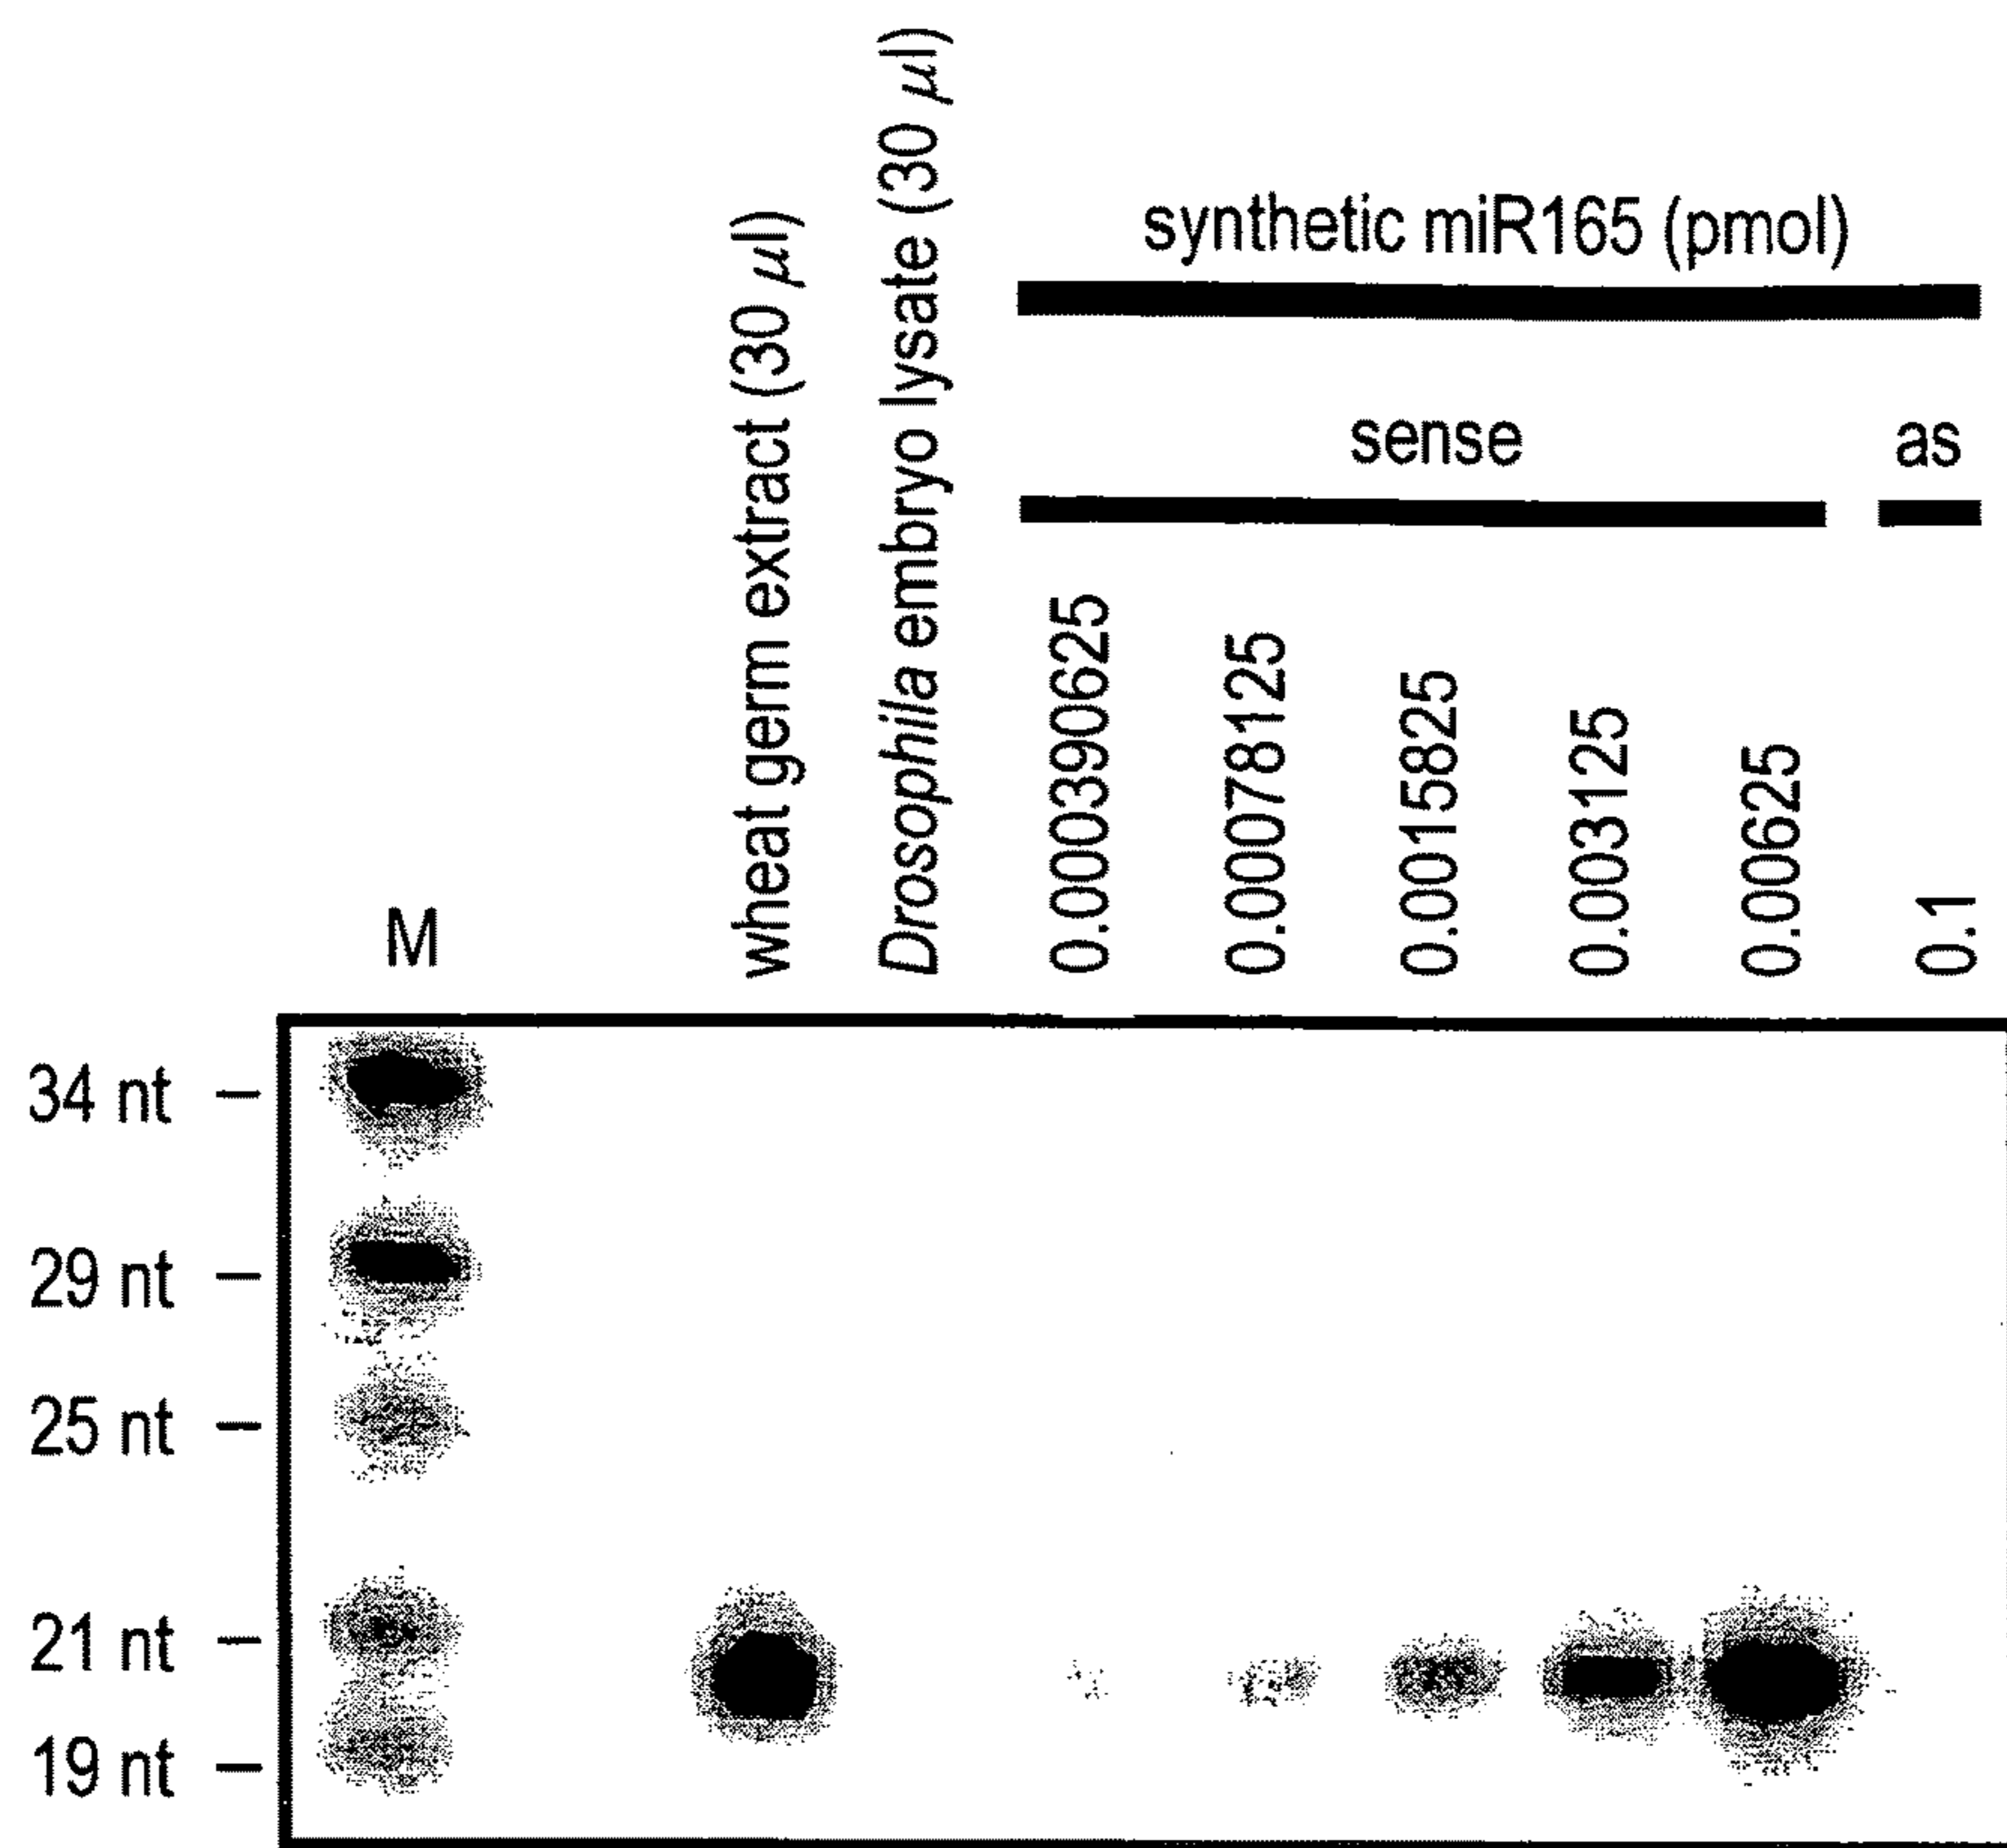 synthetic miR165 (pmol)
sense
as
M
wheat germ extract (30 µl)
Drosophila embryo lysate (30 µl)
0.000390625
0.00078125
0.0015825
0.003125
0.00625
0.1
34 nt
29 nt
25 nt
21 nt
19 nt